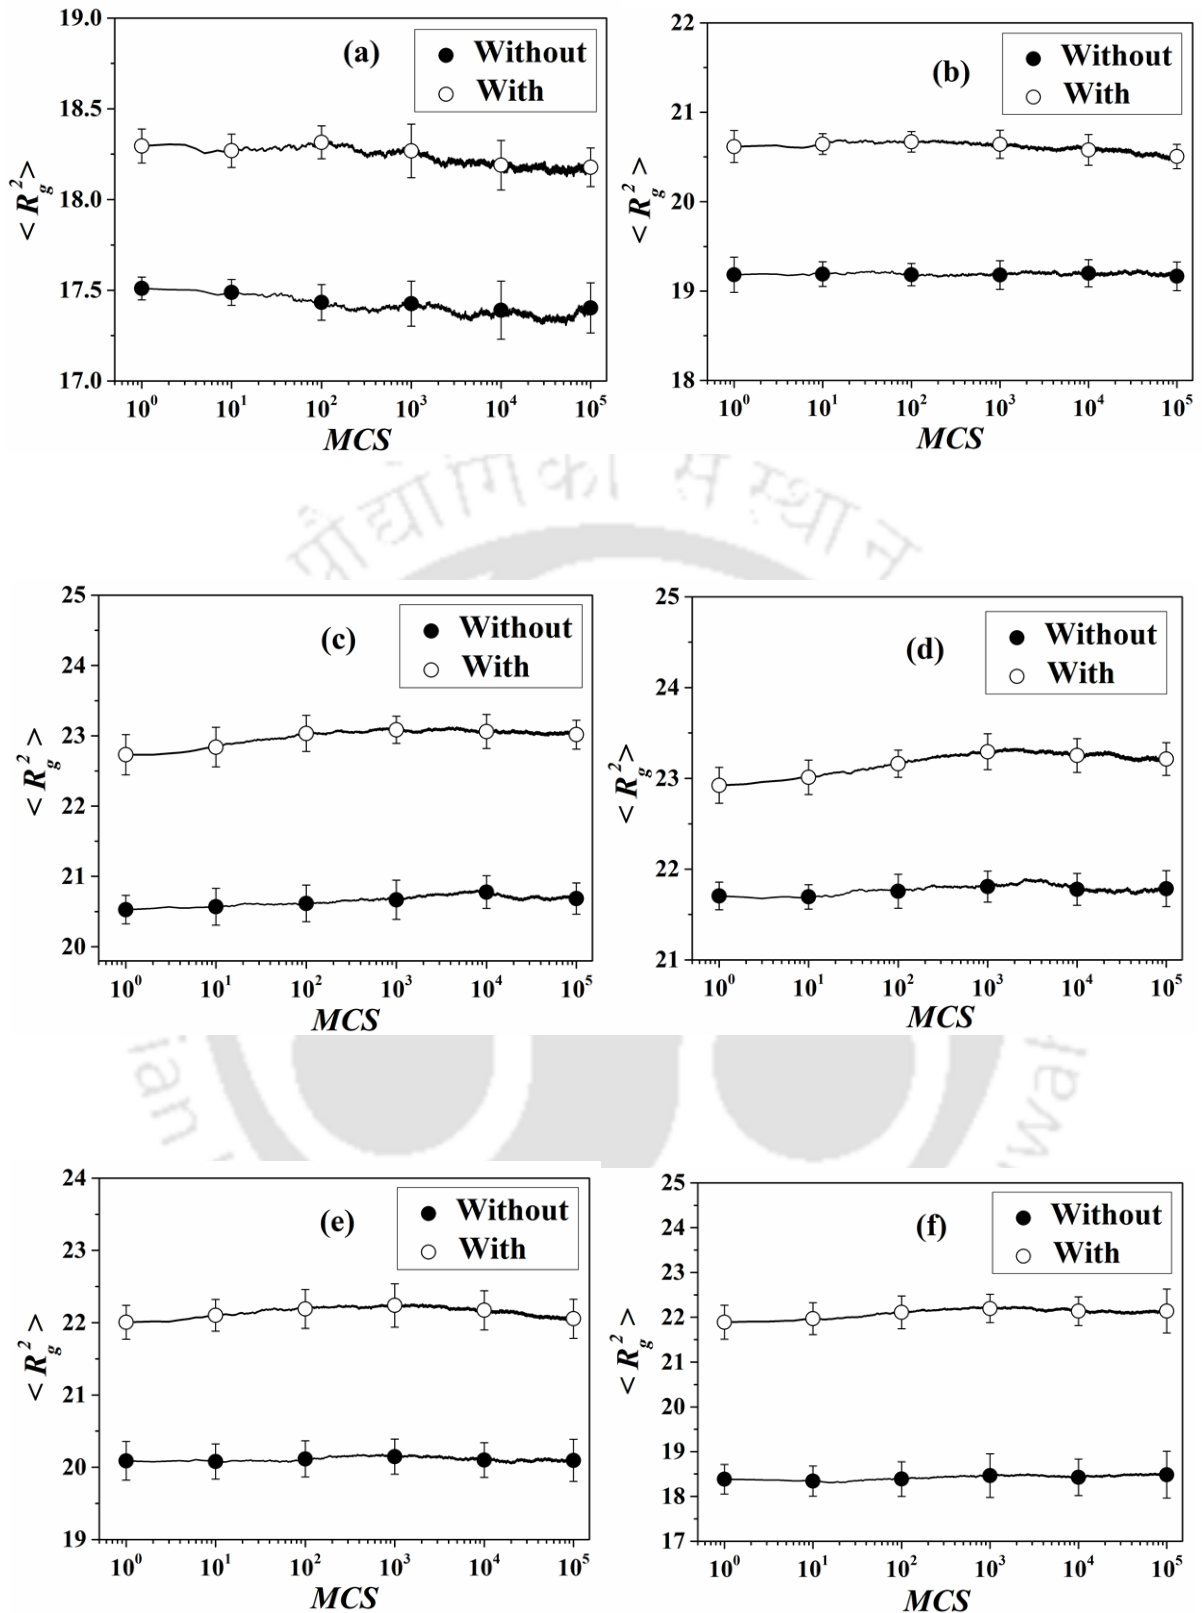 (a)
Without
With
19.0
18.5
18.0
17.5
17.0
< R_g^2 >
10^0 10^1 10^2 10^3 10^4 10^5
MCS
(b)
Without
With
22
21
20
19
18
< R_g^2 >
10^0 10^1 10^2 10^3 10^4 10^5
MCS
(c)
Without
With
25
24
23
22
21
20
< R_g^2 >
10^0 10^1 10^2 10^3 10^4 10^5
MCS
(d)
Without
With
25
24
23
22
21
< R_g^2 >
10^0 10^1 10^2 10^3 10^4 10^5
MCS
(e)
Without
With
24
23
22
21
20
19
< R_g^2 >
10^0 10^1 10^2 10^3 10^4 10^5
MCS
(f)
Without
With
25
24
23
22
21
20
19
18
17
< R_g^2 >
10^0 10^1 10^2 10^3 10^4 10^5
MCS